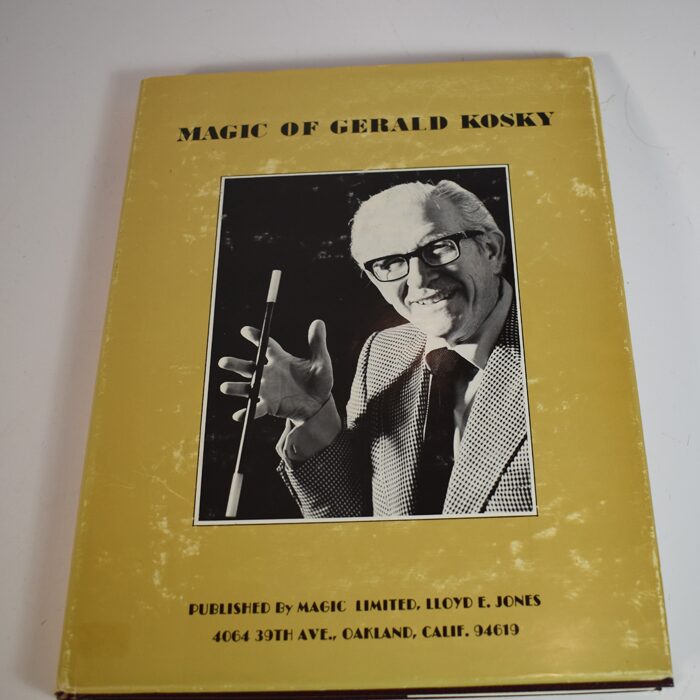 MAGIC OF GERALD KOSKY
PUBLISHED By MAGIC LIMITED, LLOYD E. JONES
4064 39TH AVE., OAKLAND, CALIF. 94619